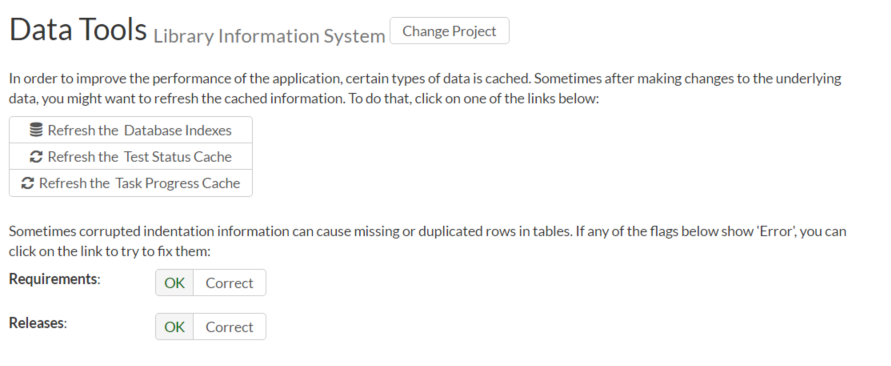 Data Tools Library Information System Change Project
In order to improve the performance of the application, certain types of data is cached. Sometimes after making changes to the underlying
data, you might want to refresh the cached information. To do that, click on one of the links below:
Refresh the Database Indexes
Refresh the Test Status Cache
Refresh the Task Progress Cache
Sometimes corrupted indentation information can cause missing or duplicated rows in tables. If any of the flags below show 'Error', you can
click on the link to try to fix them:
Requirements: OK Correct
Releases: OK Correct